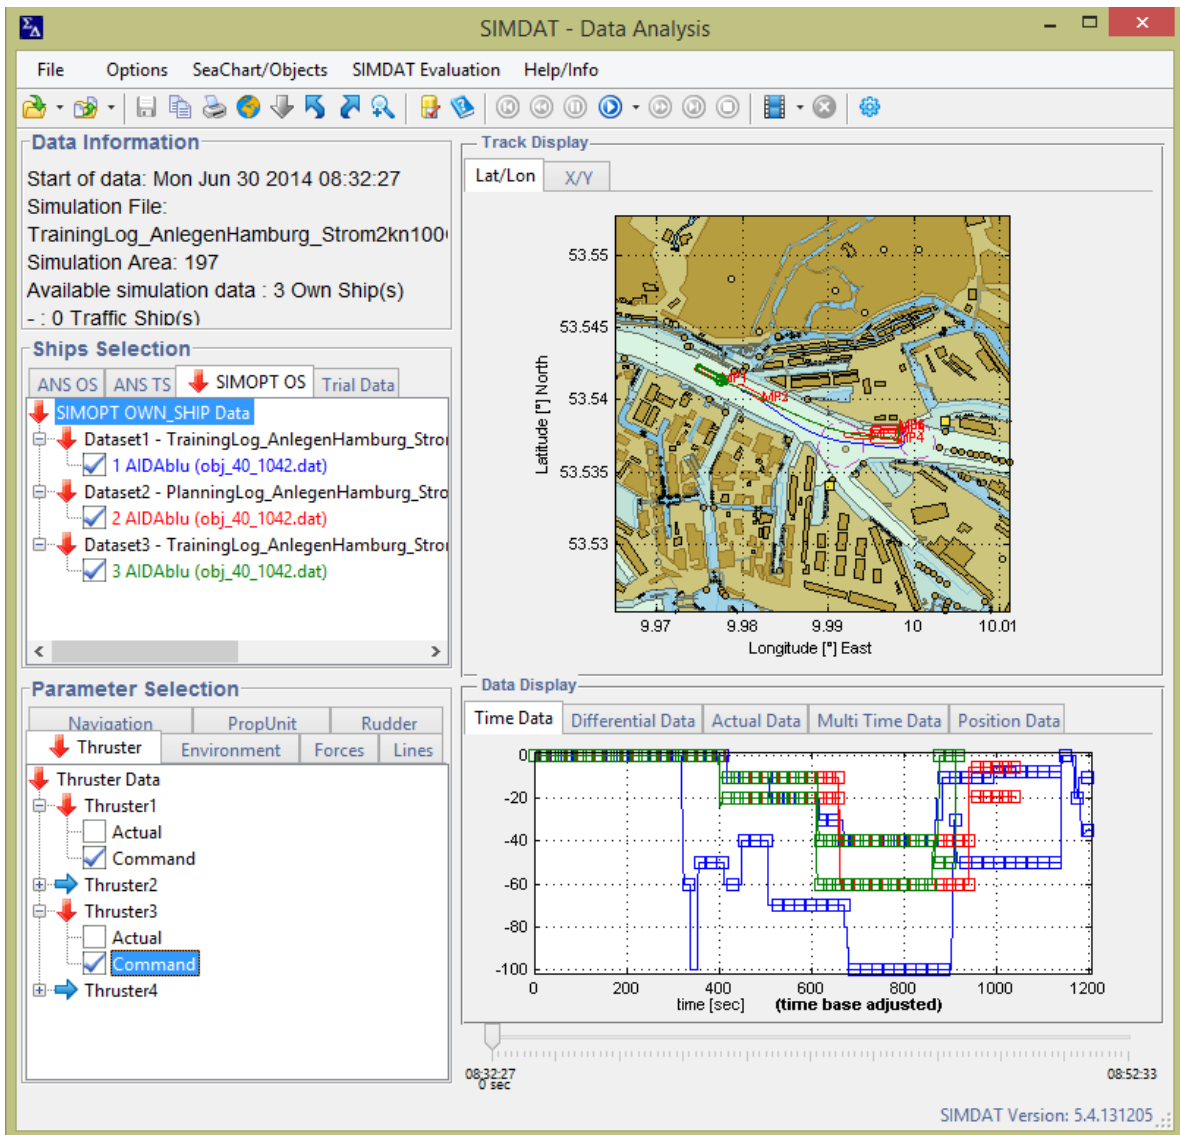 SIMDAT - Data Analysis
File Options SeaChart/Objects SIMDAT Evaluation Help/Info
Data Information
Start of data: Mon Jun 30 2014 08:32:27
Simulation File:
TrainingLog_AnlegenHamburg_Strom2kn100
Simulation Area: 197
Available simulation data : 3 Own Ship(s)
- : 0 Traffic Ship(s)
Ships Selection
ANS OS ANS TS SIMOPT OS Trial Data
SIMOPT OWN_SHIP Data
Dataset1 - TrainingLog_AnlegenHamburg_Stro
1 AIDAblu (obj_40_1042.dat)
Dataset2 - PlanningLog_AnlegenHamburg_Stro
2 AIDAblu (obj_40_1042.dat)
Dataset3 - TrainingLog_AnlegenHamburg_Stro
3 AIDAblu (obj_40_1042.dat)
Parameter Selection
Navigation PropUnit Rudder
Thruster Environment Forces Lines
Thruster Data
Thruster1
Actual
Command
Thruster2
Thruster3
Actual
Command
Thruster4
Track Display
Lat/Lon X/Y
53.55
53.545
53.54
53.535
53.53
Latitude [°] North
MP2
MP4
9.97 9.98 9.99 10 10.01
Longitude [°] East
Data Display
Time Data Differential Data Actual Data Multi Time Data Position Data
0
-20
-40
-60
-80
-100
0 200 400 600 800 1000 1200
time [sec] (time base adjusted)
08:32:27 08:52:33
0 sec
SIMDAT Version: 5.4.131205